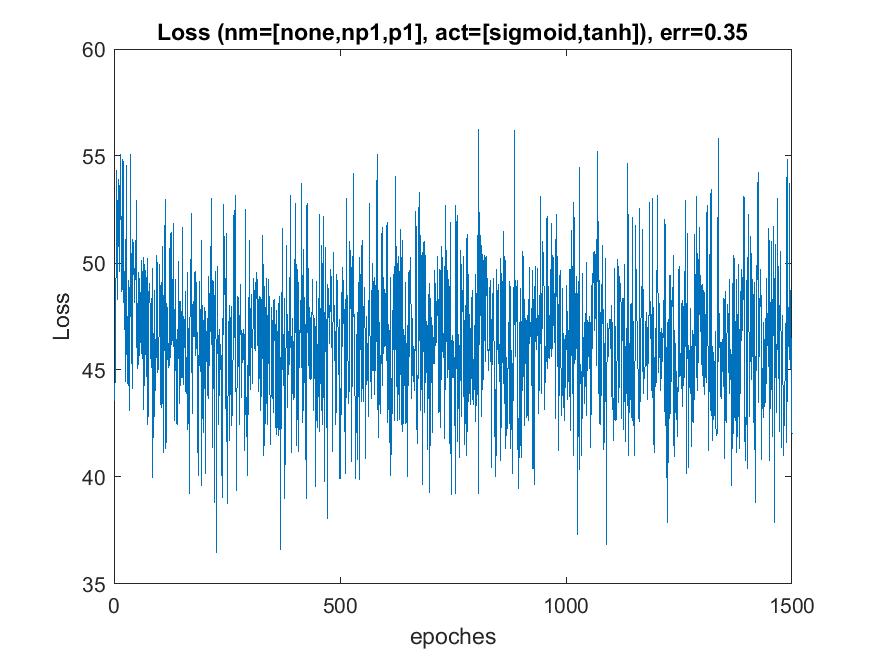 Loss (nm=[none,np1,p1], act=[sigmoid,tanh]), err=0.35
60
55
50
45
40
35
Loss
0 500 1000 1500
epoches